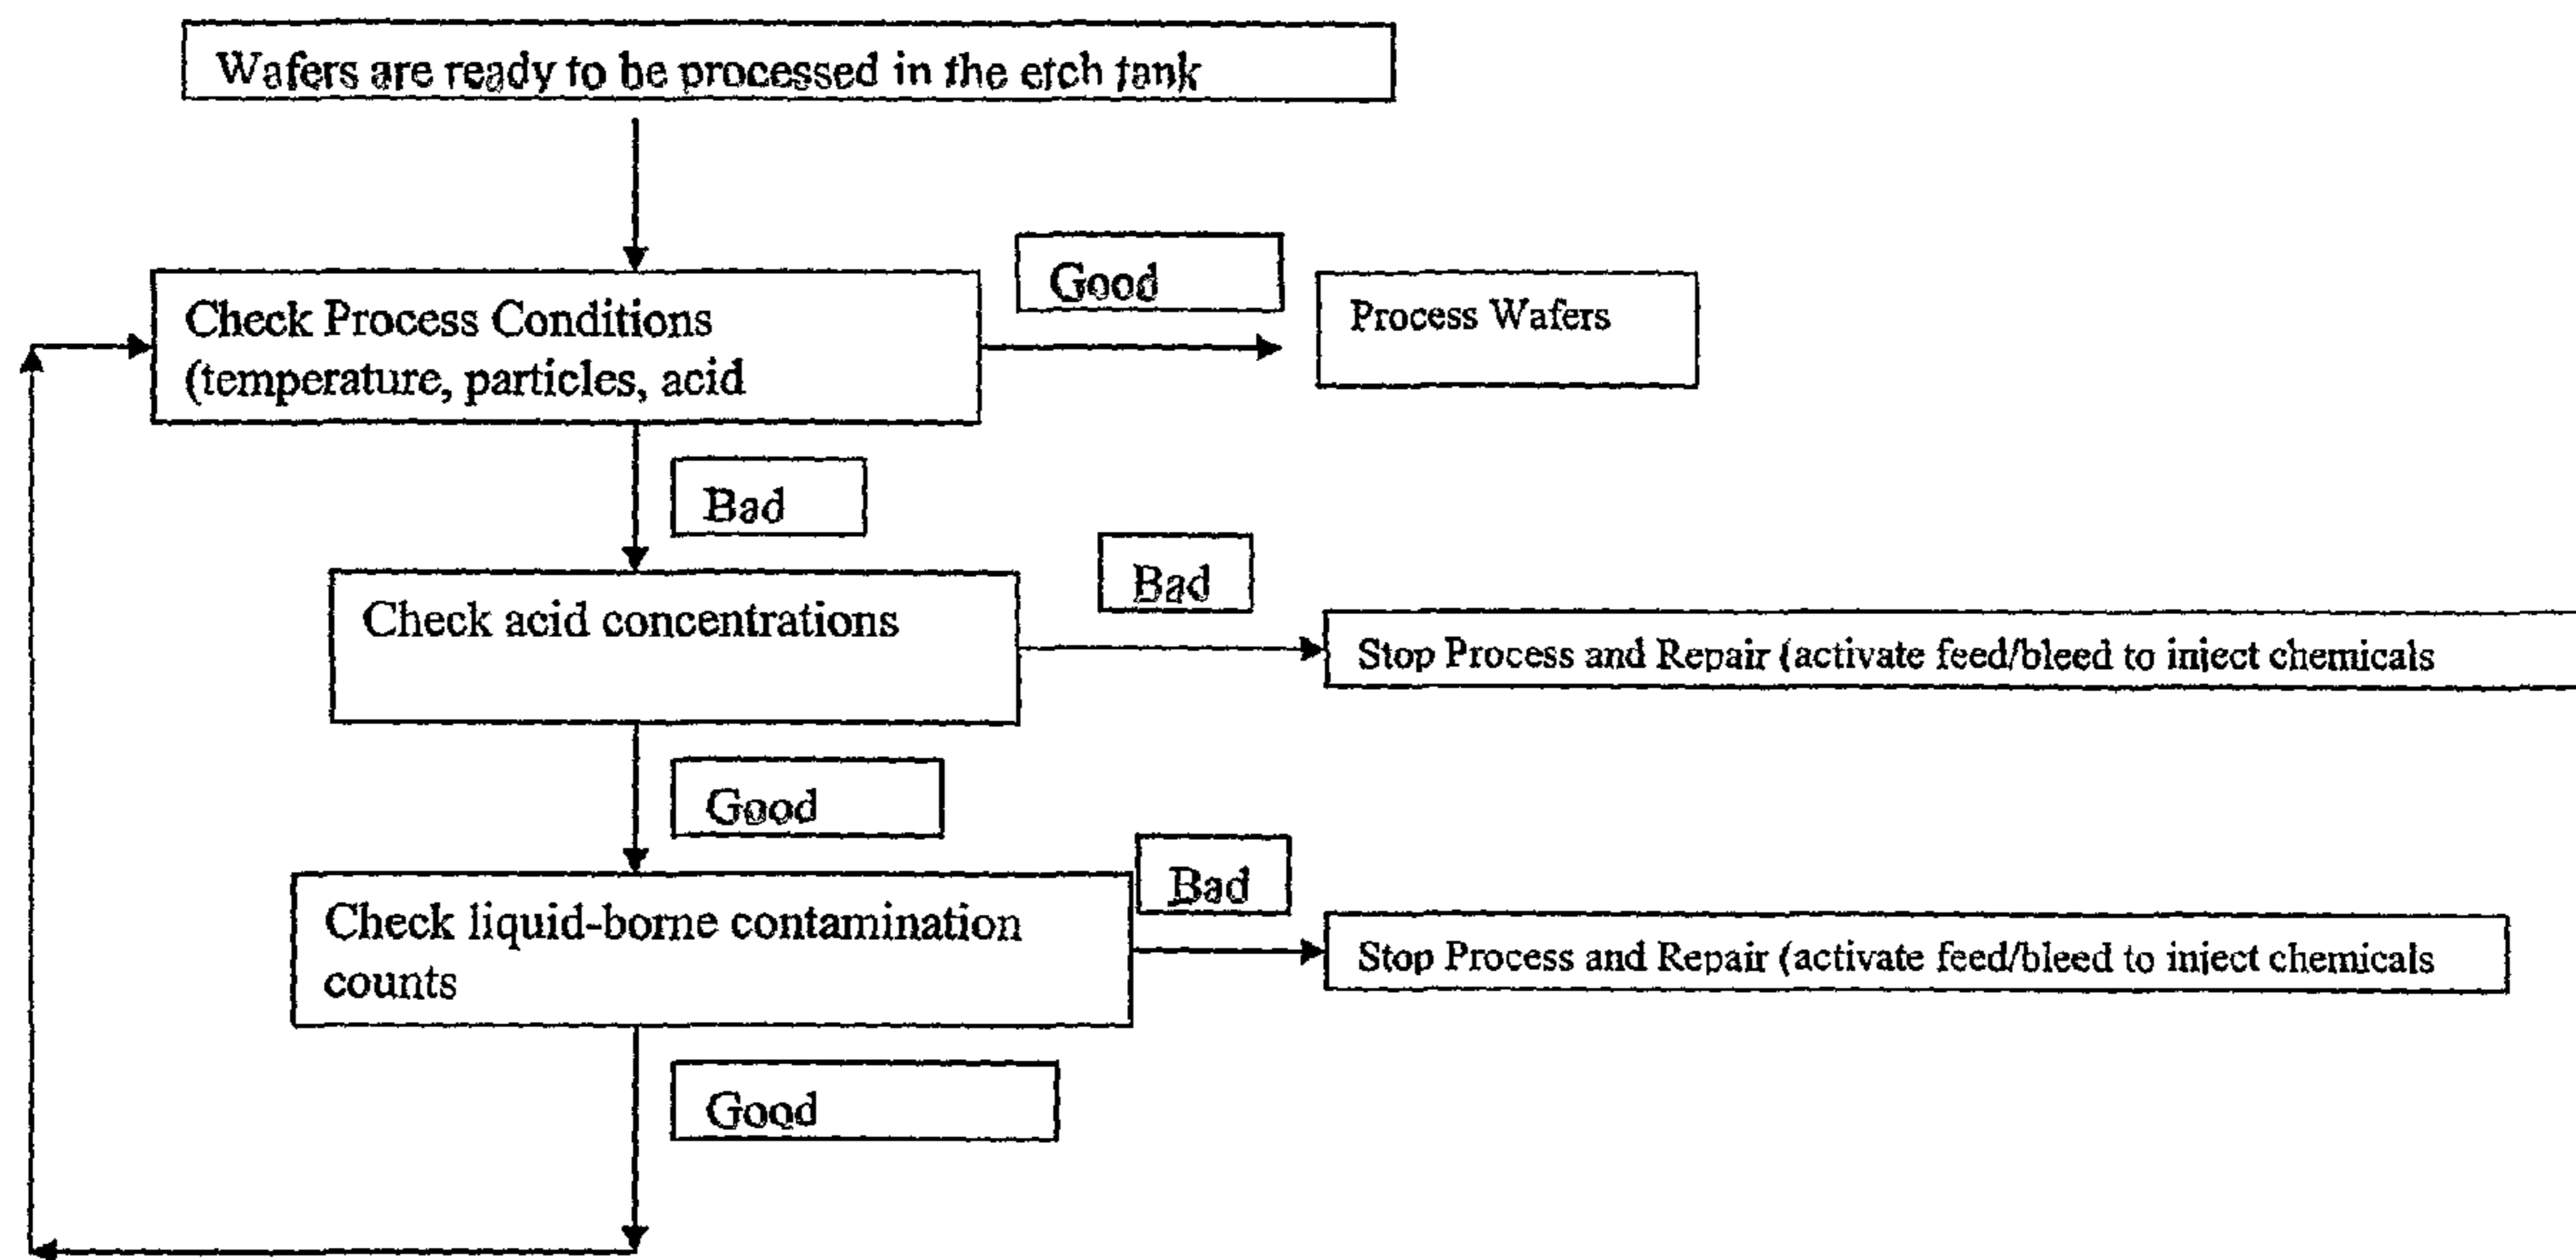 Wafers are ready to be processed in the etch tank
Good
Check Process Conditions
(temperature, particles, acid
Process Wafers
Bad
Bad
Check acid concentrations
Stop Process and Repair (activate feed/bleed to inject chemicals
Good
Bad
Check liquid-borne contamination
counts
Stop Process and Repair (activate feed/bleed to inject chemicals
Good